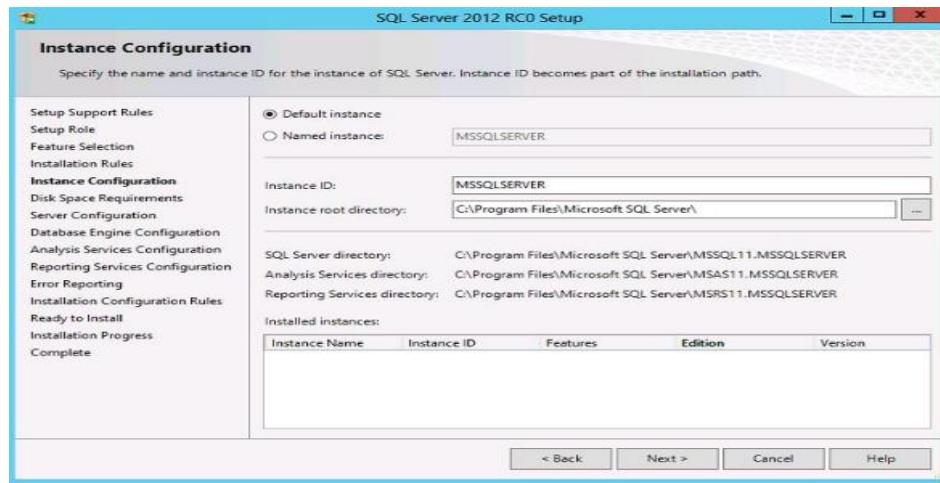 SQL Server 2012 RC0 Setup
Instance Configuration
Specify the name and instance ID for the instance of SQL Server. Instance ID becomes part of the installation path.
Setup Support Rules
Setup Role
Feature Selection
Installation Rules
Instance Configuration
Disk Space Requirements
Server Configuration
Database Engine Configuration
Analysis Services Configuration
Reporting Services Configuration
Error Reporting
Installation Configuration Rules
Ready to Install
Installation Progress
Complete
Default instance
Named instance: MSSQLSERVER
Instance ID: MSSQLSERVER
Instance root directory: C:\Program Files\Microsoft SQL Server\ ...
SQL Server directory: C:\Program Files\Microsoft SQL Server\MSSQL11.MSSQLSERVER
Analysis Services directory: C:\Program Files\Microsoft SQL Server\MSAS11.MSSQLSERVER
Reporting Services directory: C:\Program Files\Microsoft SQL Server\MSRS11.MSSQLSERVER
Installed instances:
Instance Name Instance ID Features Edition Version
< Back Next > Cancel Help